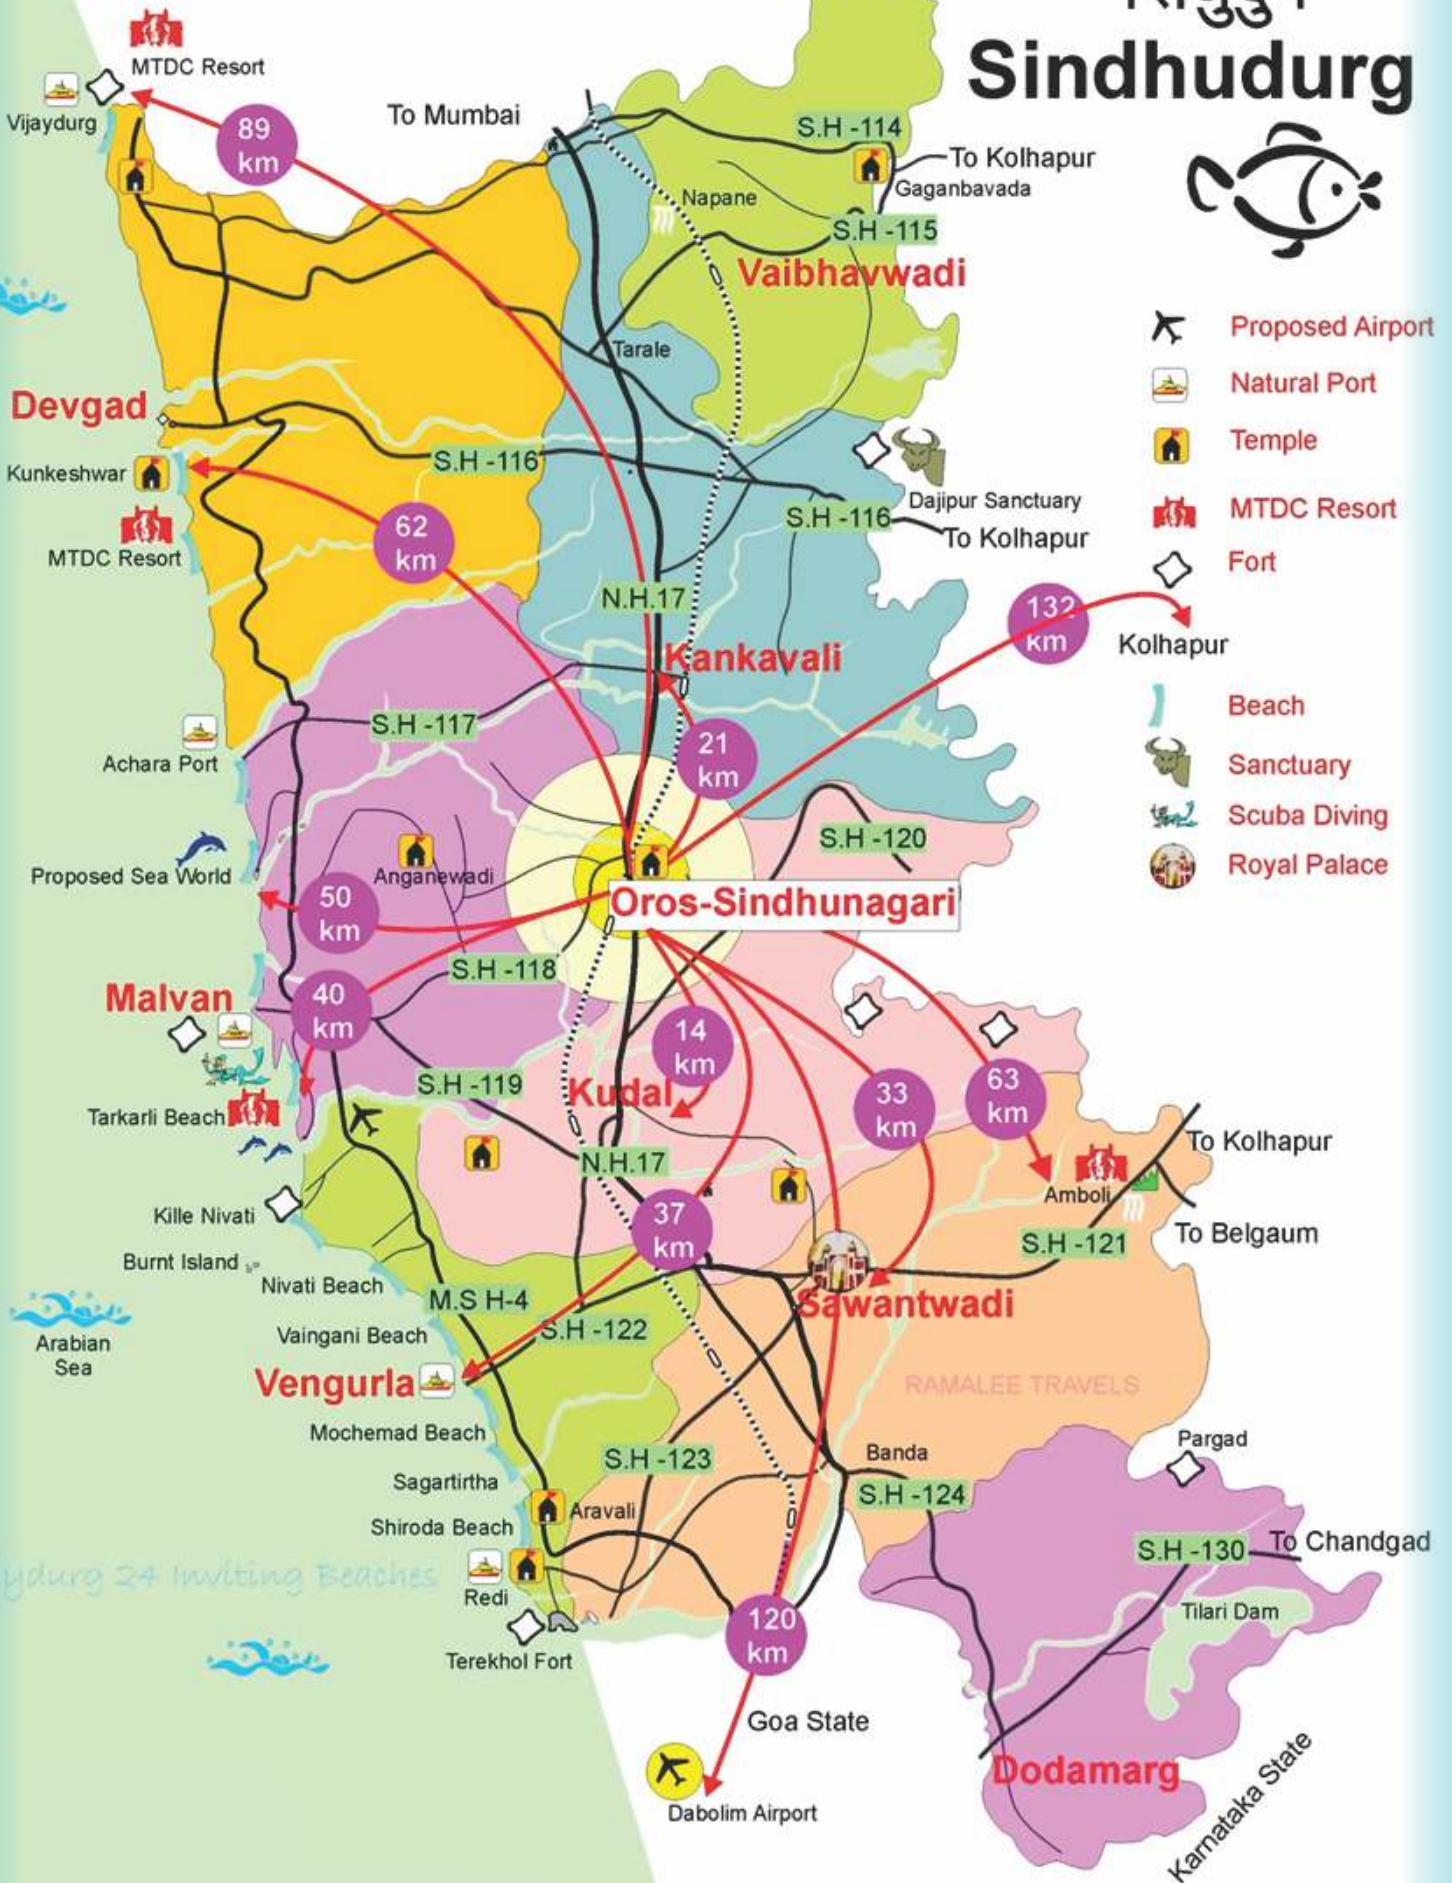 Sindhudurg
MTDC Resort
Vijaydurg
89
km
To Mumbai
S.H -114
To Kolhapur
Gaganbavada
Napane
S.H -115
Vaibhavwadi
Proposed Airport
Natural Port
Temple
MTDC Resort
Fort
Tarale
Devgad
S.H -116
Kunkeshwar
MTDC Resort
62
km
Dajipur Sanctuary
S.H -116
To Kolhapur
N.H.17
132
km
Kolhapur
Kankavali
Beach
Sanctuary
Scuba Diving
Royal Palace
S.H -117
21
km
Achara Port
S.H -120
Proposed Sea World
Anganewadi
50
km
Oros-Sindhunagari
S.H -118
Malvan
40
km
14
km
S.H -119
Kudal
33
km
63
km
Tarkarli Beach
To Kolhapur
N.H.17
Amboli
Kille Nivati
37
km
To Belgaum
S.H -121
Burnt Island
Nivati Beach
M.S H-4
Sawantwadi
Arabian
Sea
Vaingani Beach
S.H -122
Vengurla
RAMALEE TRAVELS
Mochemad Beach
Pargad
S.H -123
Banda
Sagartirtha
S.H -124
Aravali
Shiroda Beach
S.H -130
To Chandgad
ydurg 24 Inviting Beaches
Redi
Tilari Dam
120
km
Terekhol Fort
Goa State
Dodamarg
Dabolim Airport
Karnataka State